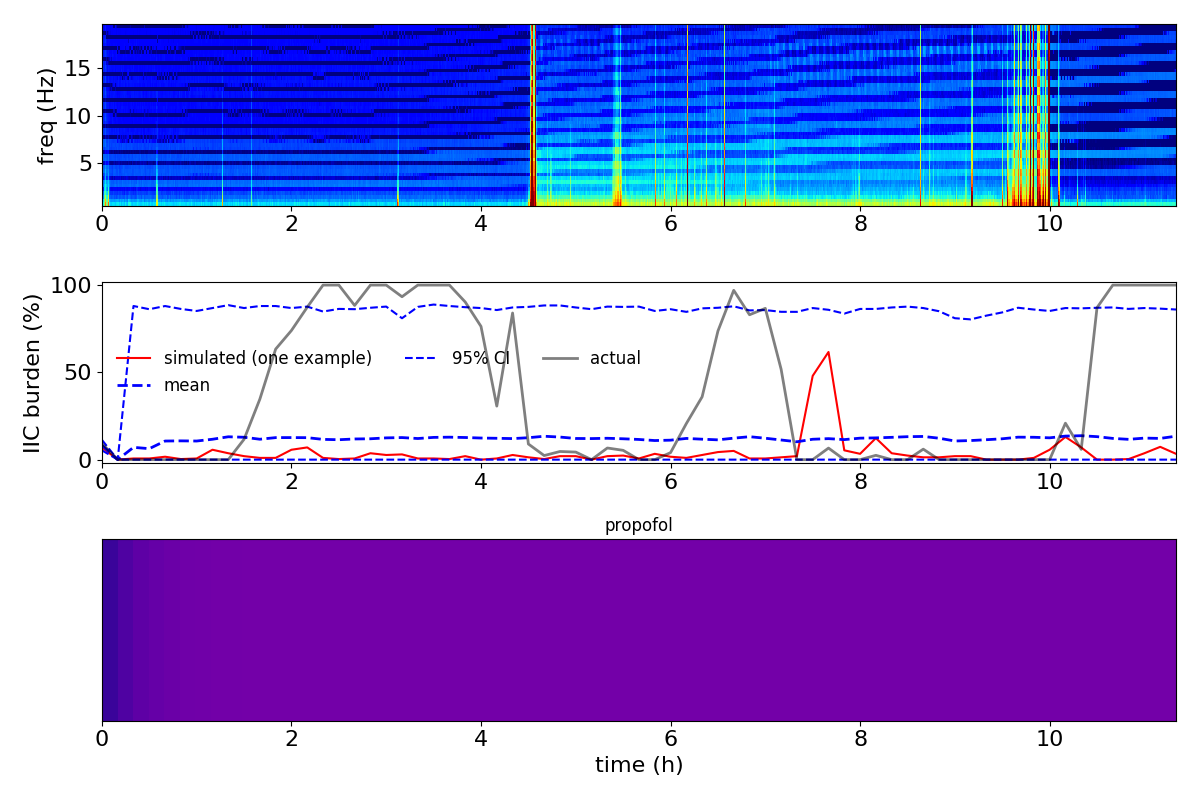 freq (Hz)
15
10
5
0 2 4 6 8 10
IIC burden (%)
100
50
0
simulated (one example) 95% CI actual
mean
0 2 4 6 8 10
propofol
0 2 4 6 8 10
time (h)